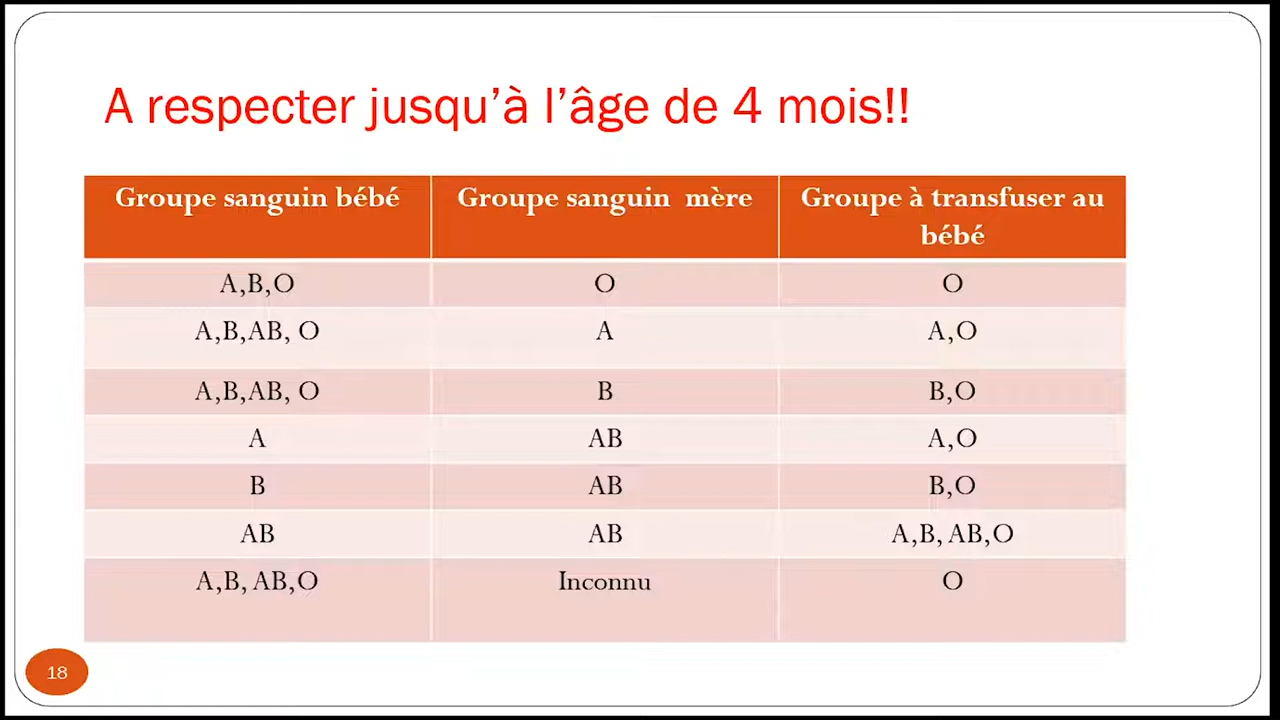 A respecter jusqu’à l’âge de 4 mois!!
Groupe sanguin bébé Groupe sanguin mère Groupe à transfuser au
bébé
A,B,O O O
A,B,AB, O A A,O
A,B,AB, O B B,O
A AB A,O
B AB B,O
AB AB A,B, AB,O
A,B, AB,O Inconnu O
18